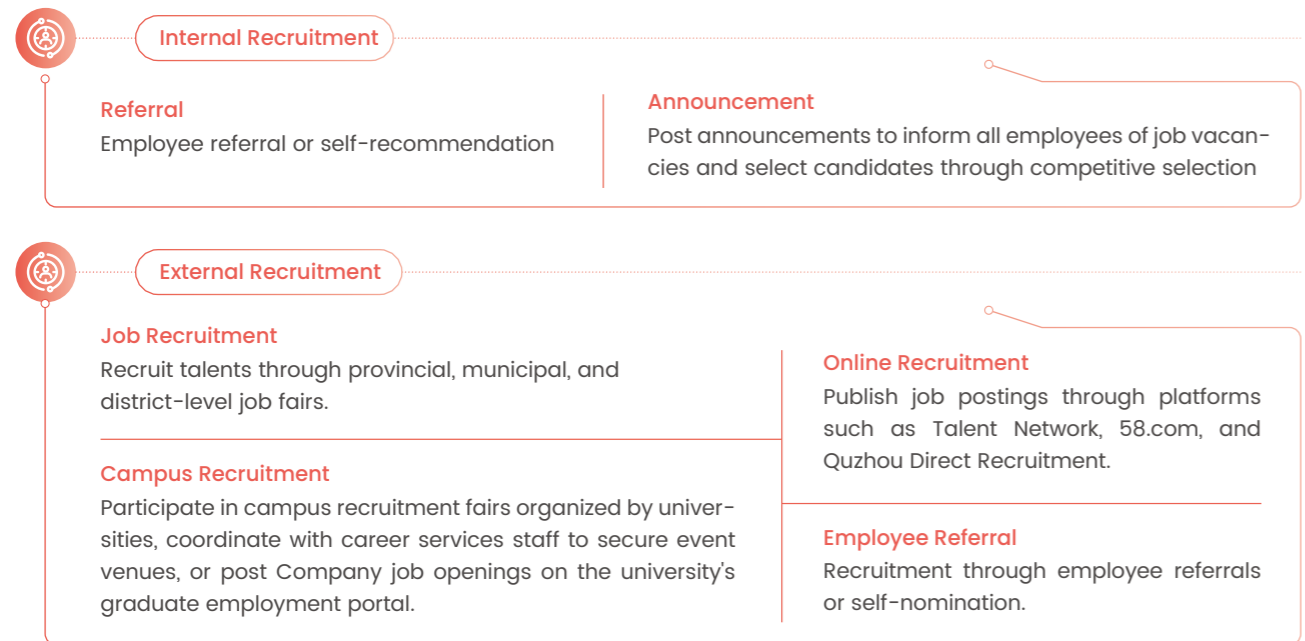 Internal Recruitment
Referral
Employee referral or self-recommendation
Announcement
Post announcements to inform all employees of job vacan-
cies and select candidates through competitive selection
External Recruitment
Job Recruitment
Recruit talents through provincial, municipal, and
district-level job fairs.
Campus Recruitment
Participate in campus recruitment fairs organized by univer-
sities, coordinate with career services staff to secure event
venues, or post Company job openings on the university's
graduate employment portal.
Online Recruitment
Publish job postings through platforms
such as Talent Network, 58.com, and
Quzhou Direct Recruitment.
Employee Referral
Recruitment through employee referrals
or self-nomination.